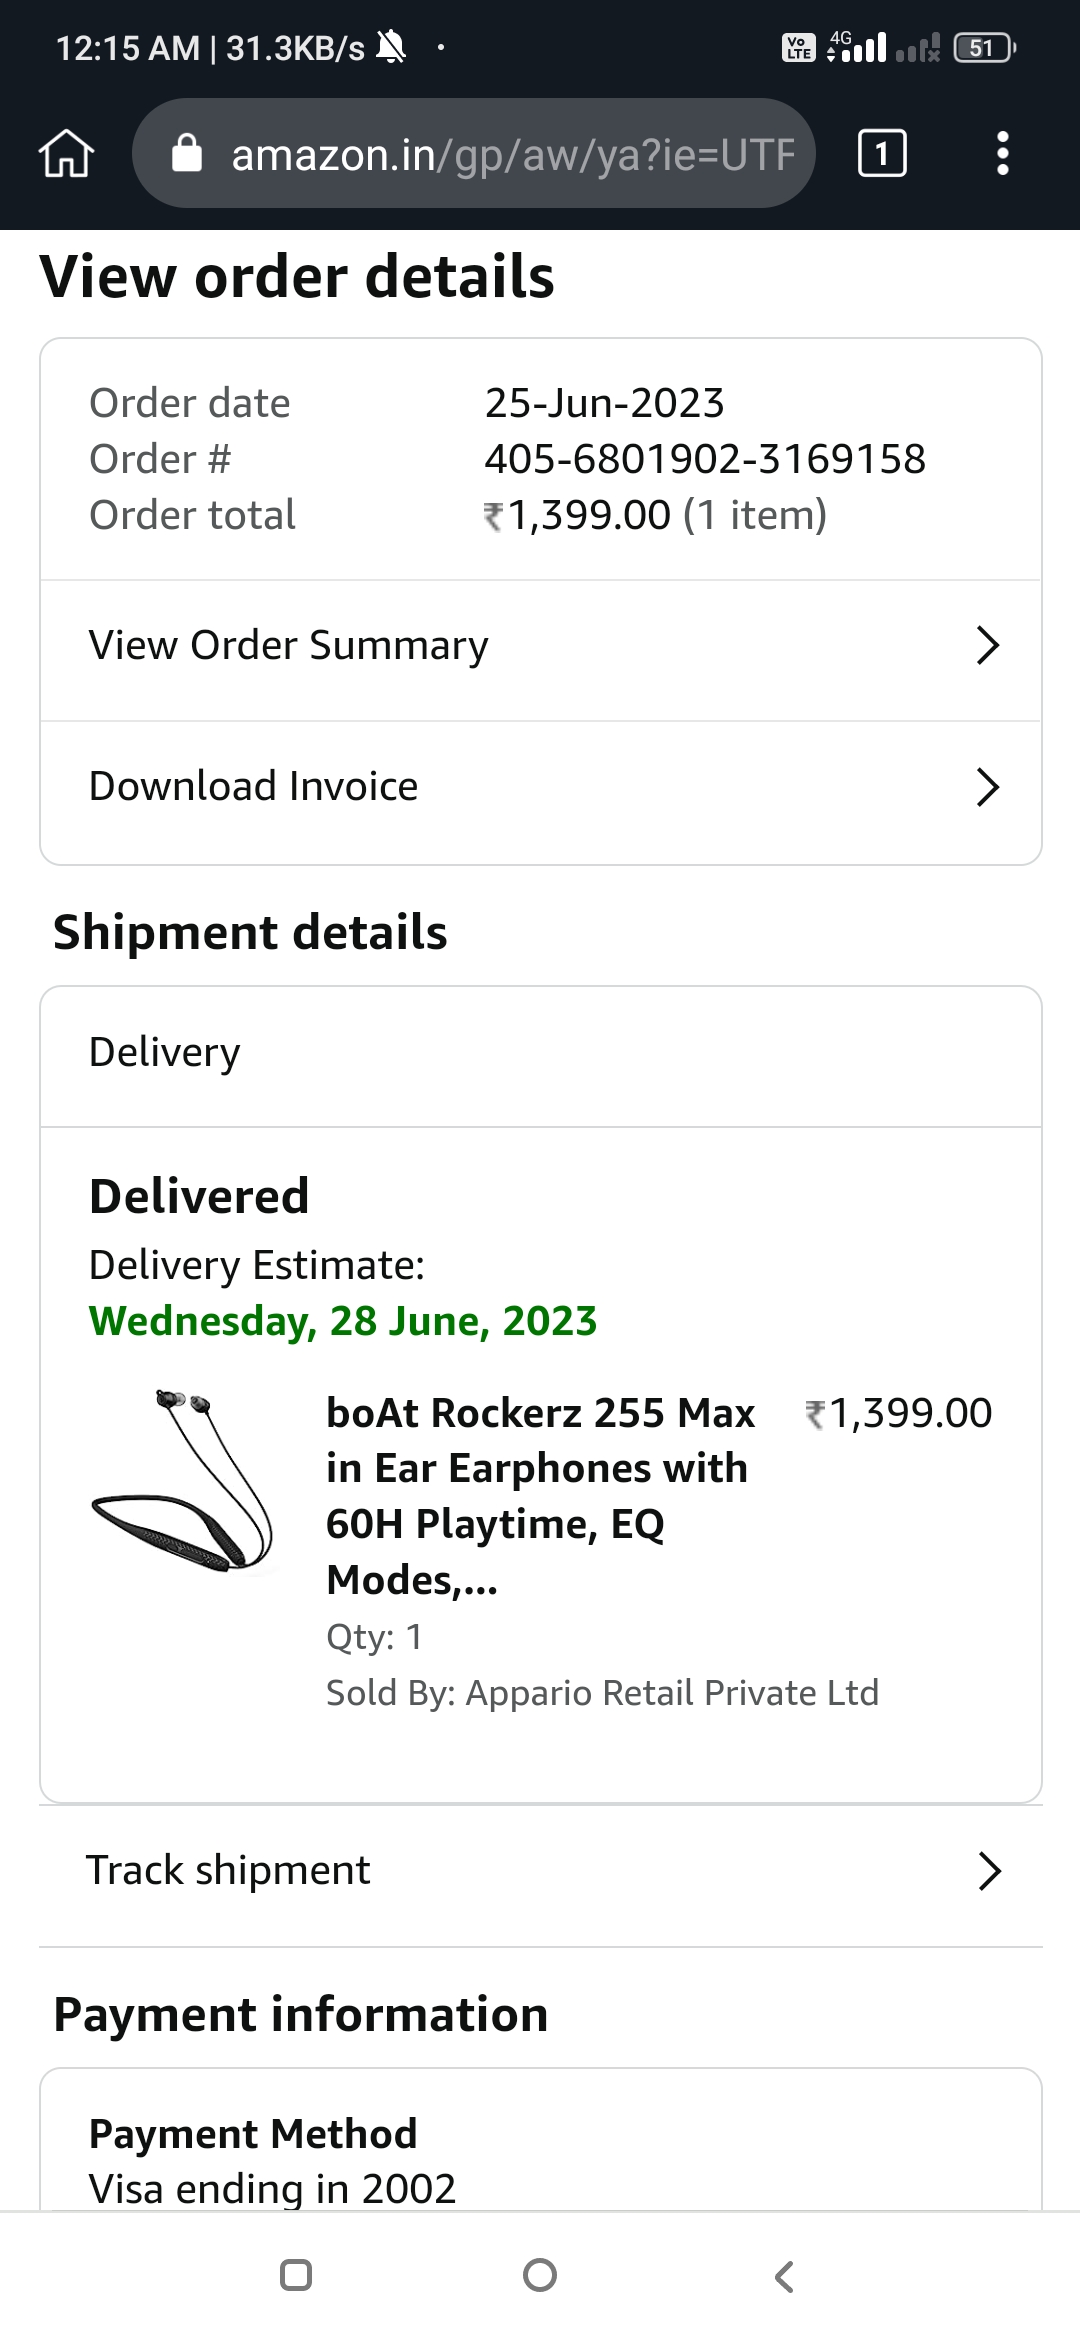 12:15 AM | 31.3KB/s
Vo LTE 4G 51
amazon.in/gp/aw/ya?ie=UTF
1
View order details
Order date 25-Jun-2023
Order # 405-6801902-3169158
Order total ₹1,399.00 (1 item)
View Order Summary
Download Invoice
Shipment details
Delivery
Delivered
Delivery Estimate:
Wednesday, 28 June, 2023
boAt Rockerz 255 Max ₹1,399.00
in Ear Earphones with
60H Playtime, EQ
Modes,...
Qty: 1
Sold By: Appario Retail Private Ltd
Track shipment
Payment information
Payment Method
Visa ending in 2002